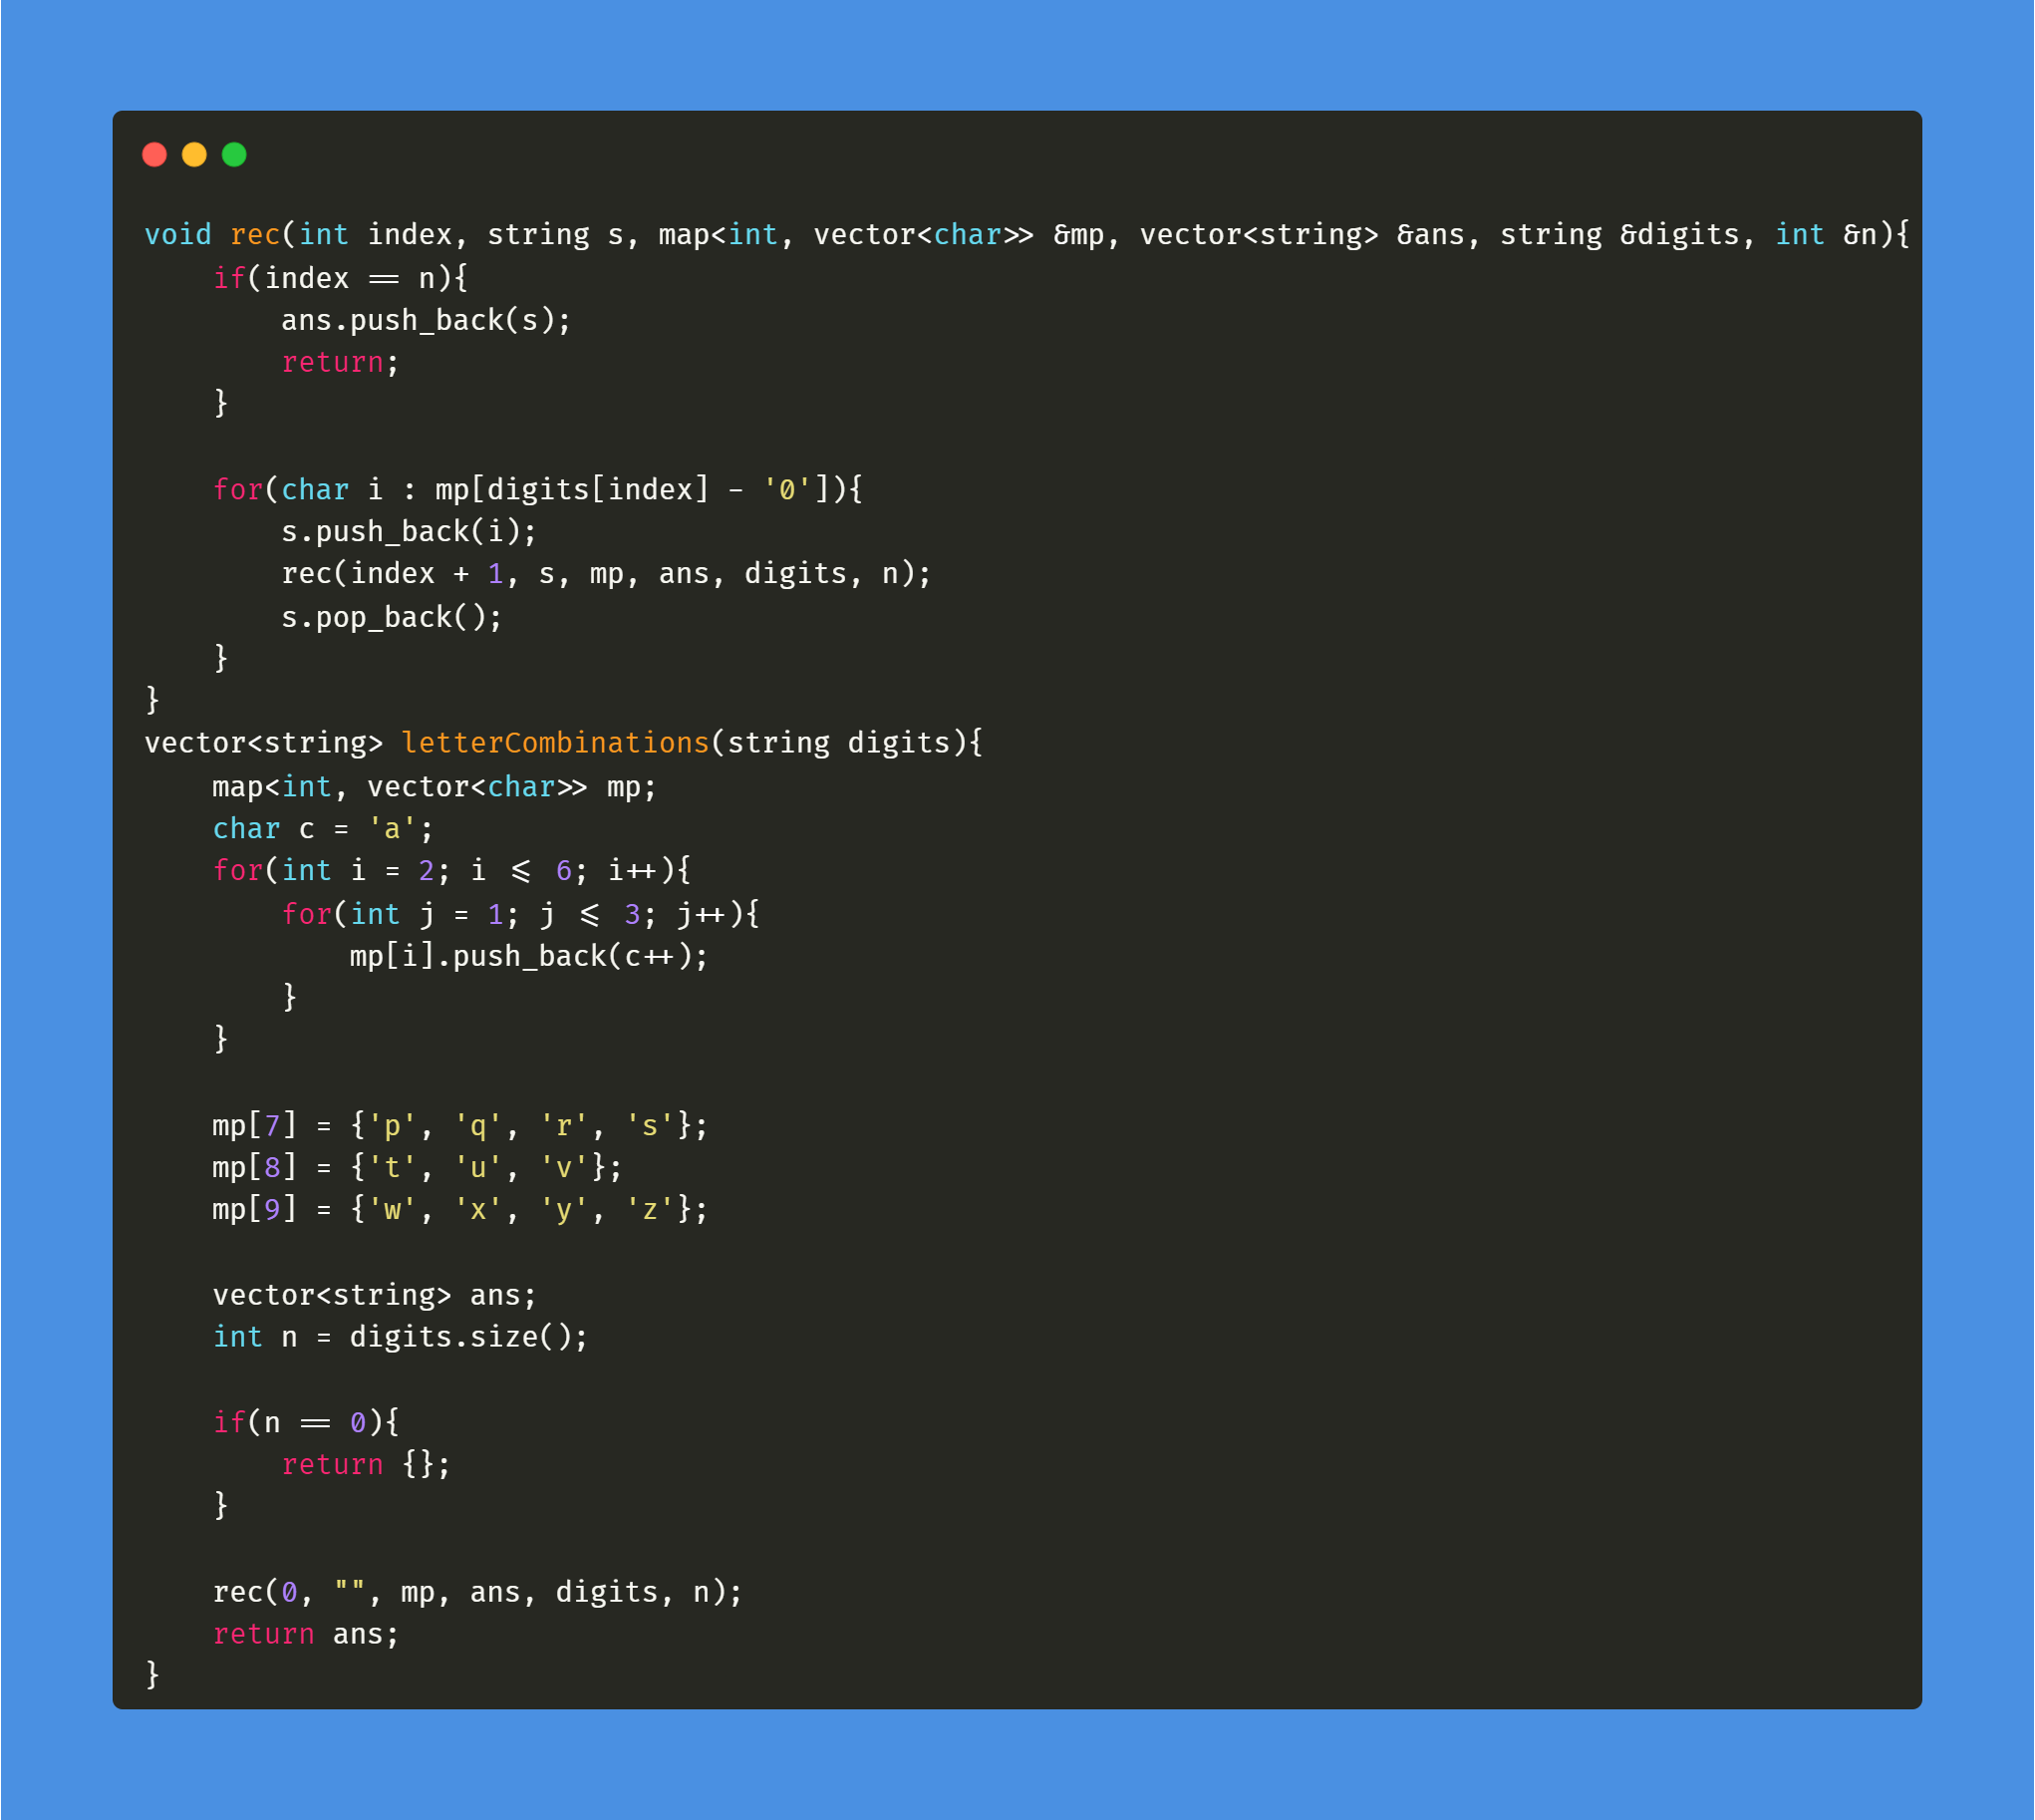 void rec(int index, string s, map<int, vector<char>> &mp, vector<string> &ans, string &digits, int &n){
    if(index == n){
        ans.push_back(s);
        return;
    }

    for(char i : mp[digits[index] - '0']){
        s.push_back(i);
        rec(index + 1, s, mp, ans, digits, n);
        s.pop_back();
    }
}
vector<string> letterCombinations(string digits){
    map<int, vector<char>> mp;
    char c = 'a';
    for(int i = 2; i <= 6; i++){
        for(int j = 1; j <= 3; j++){
            mp[i].push_back(c++);
        }
    }

    mp[7] = {'p', 'q', 'r', 's'};
    mp[8] = {'t', 'u', 'v'};
    mp[9] = {'w', 'x', 'y', 'z'};

    vector<string> ans;
    int n = digits.size();

    if(n == 0){
        return {};
    }

    rec(0, "", mp, ans, digits, n);
    return ans;
}